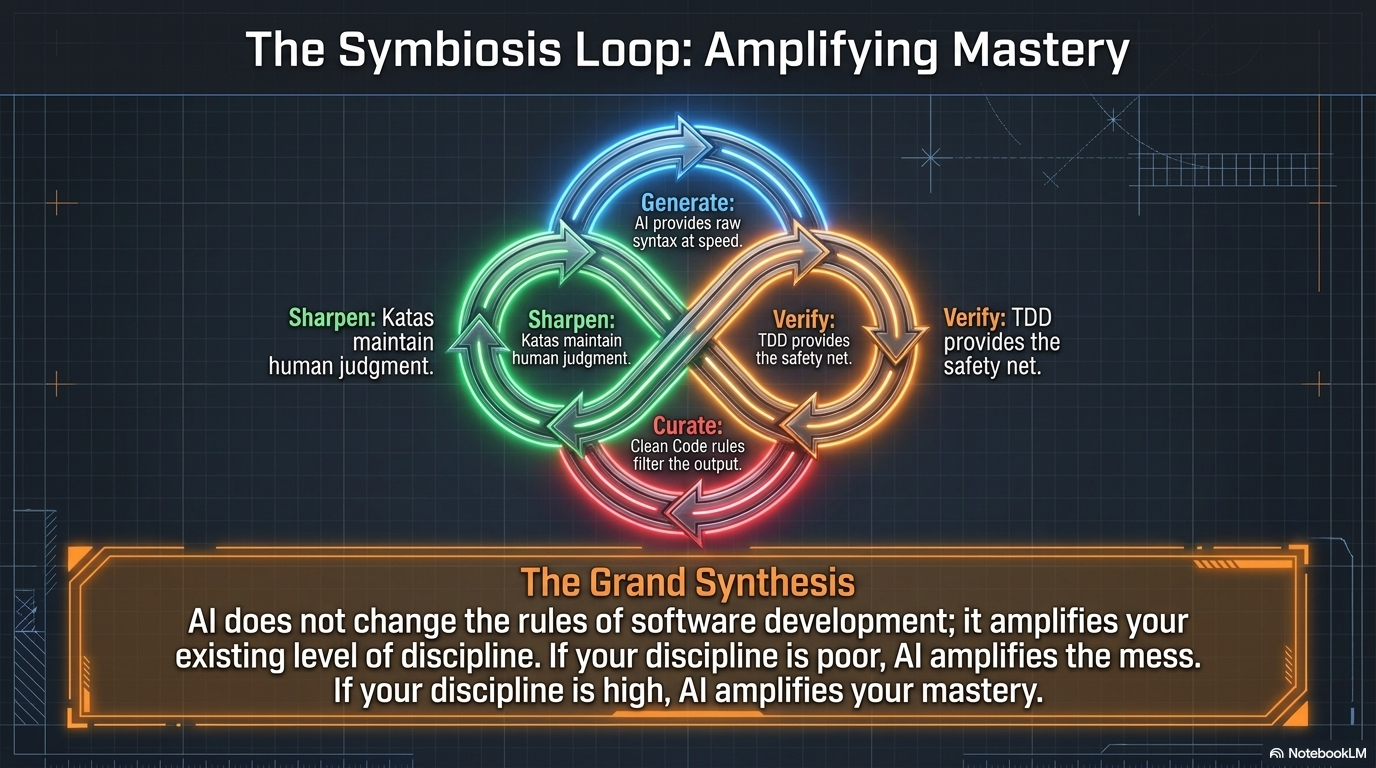 The Symbiosis Loop: Amplifying Mastery
Generate:
AI provides raw
syntax at speed.
Sharpen: Katas
maintain
human judgment.
Sharpen:
Katas maintain
human judgment.
Verify:
TDD provides
the safety net.
Verify: TDD
provides the
safety net.
Curate:
Clean Code rules
filter the output.
The Grand Synthesis
AI does not change the rules of software development; it amplifies your
existing level of discipline. If your discipline is poor, AI amplifies the mess.
If your discipline is high, AI amplifies your mastery.
NotebookLM